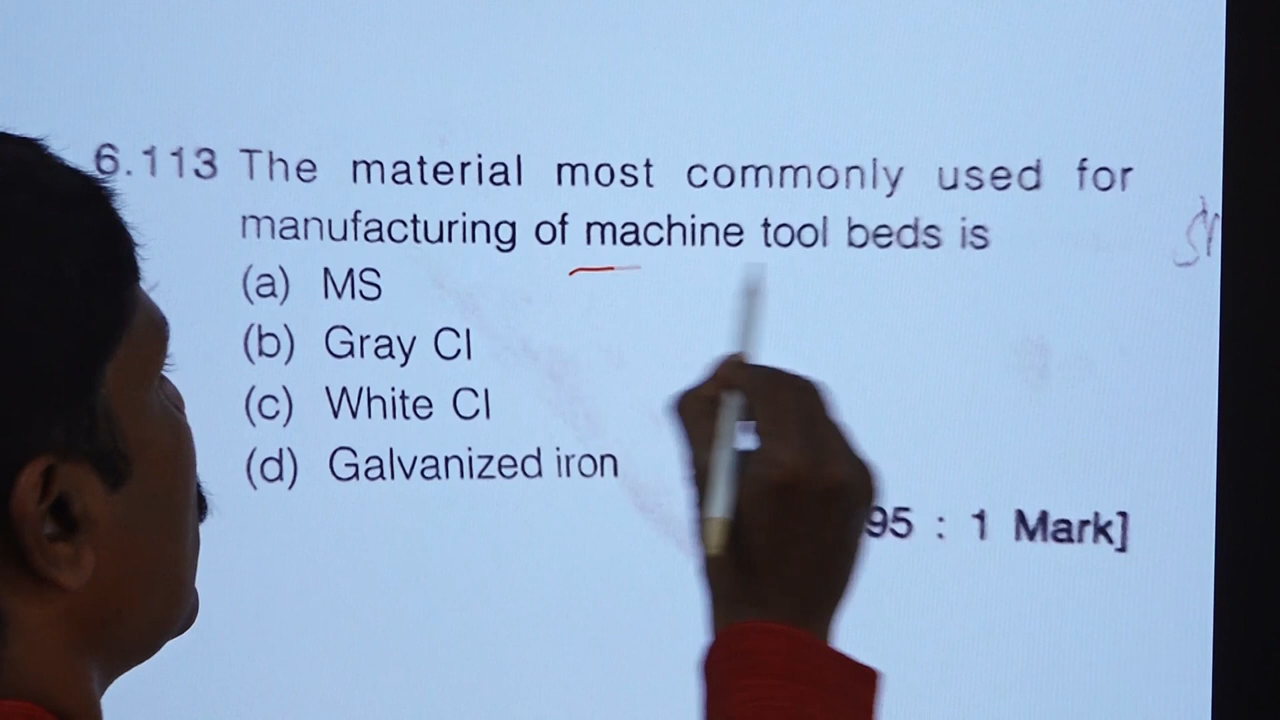 6.113 The material most commonly used for
manufacturing of machine tool beds is
(a) MS
(b) Gray CI
(c) White CI
(d) Galvanized iron
95 : 1 Mark]